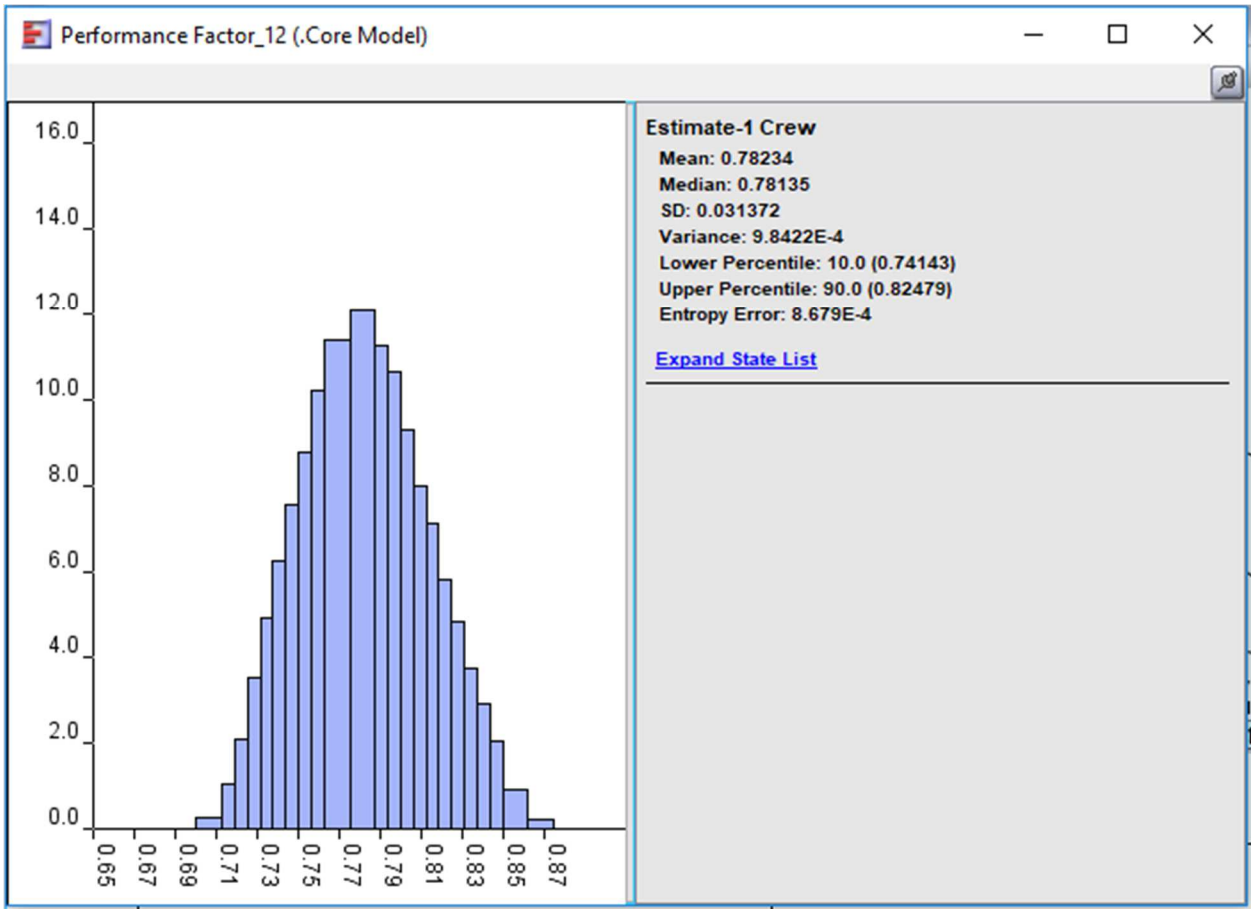 Performance Factor_12 (.Core Model)
16.0
14.0
12.0
10.0
8.0
6.0
4.0
2.0
0.0
0.65
0.67
0.69
0.71
0.73
0.75
0.77
0.79
0.81
0.83
0.85
0.87
Estimate-1 Crew
Mean: 0.78234
Median: 0.78135
SD: 0.031372
Variance: 9.8422E-4
Lower Percentile: 10.0 (0.74143)
Upper Percentile: 90.0 (0.82479)
Entropy Error: 8.679E-4
Expand State List